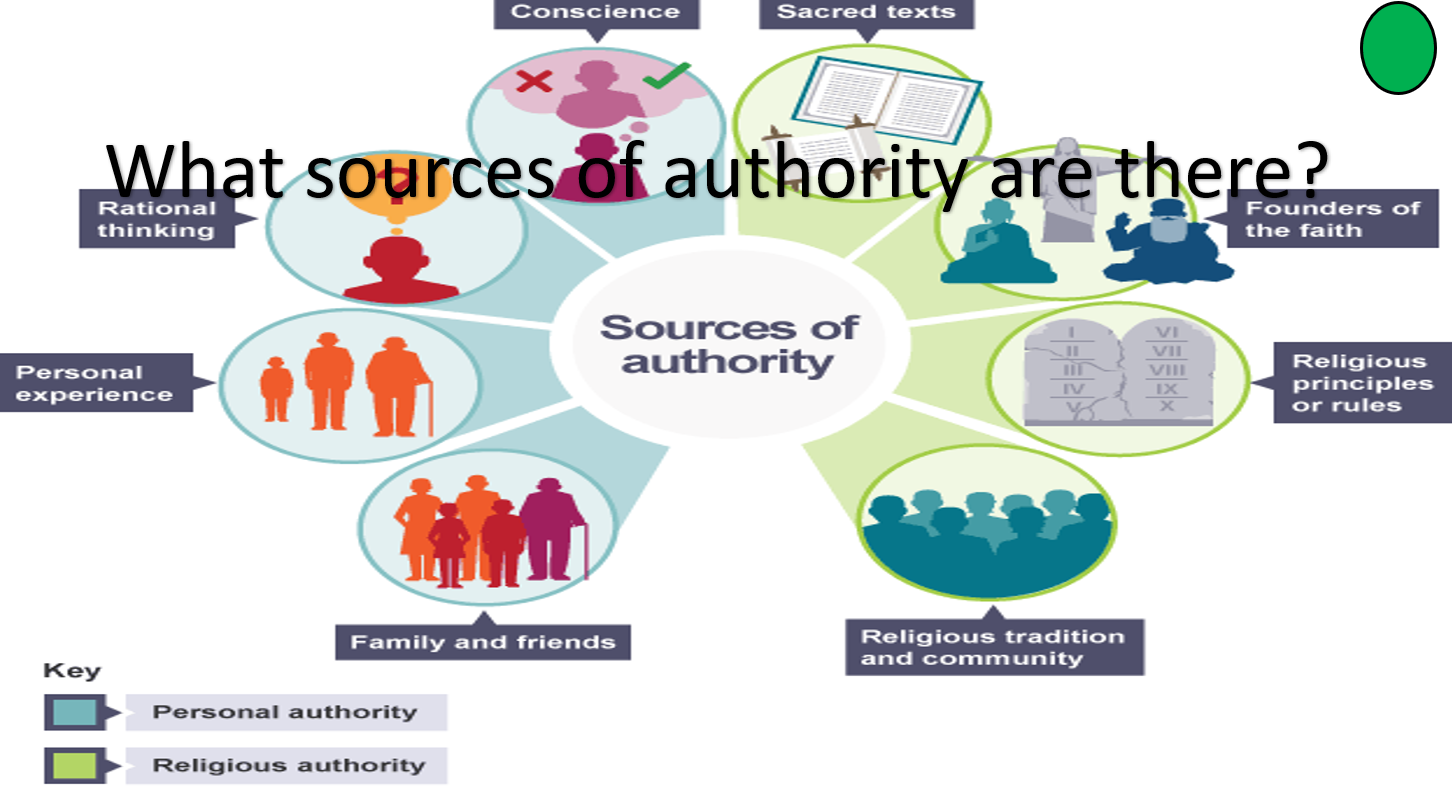 Conscience
Sacred texts
What sources of authority are there?
Rational
thinking
Founders of
the faith
Sources of
authority
Personal
experience
I
II
III
IV
V
VI
VII
VIII
IX
X
Religious
principles
or rules
Family and friends
Religious tradition
and community
Key
Personal authority
Religious authority